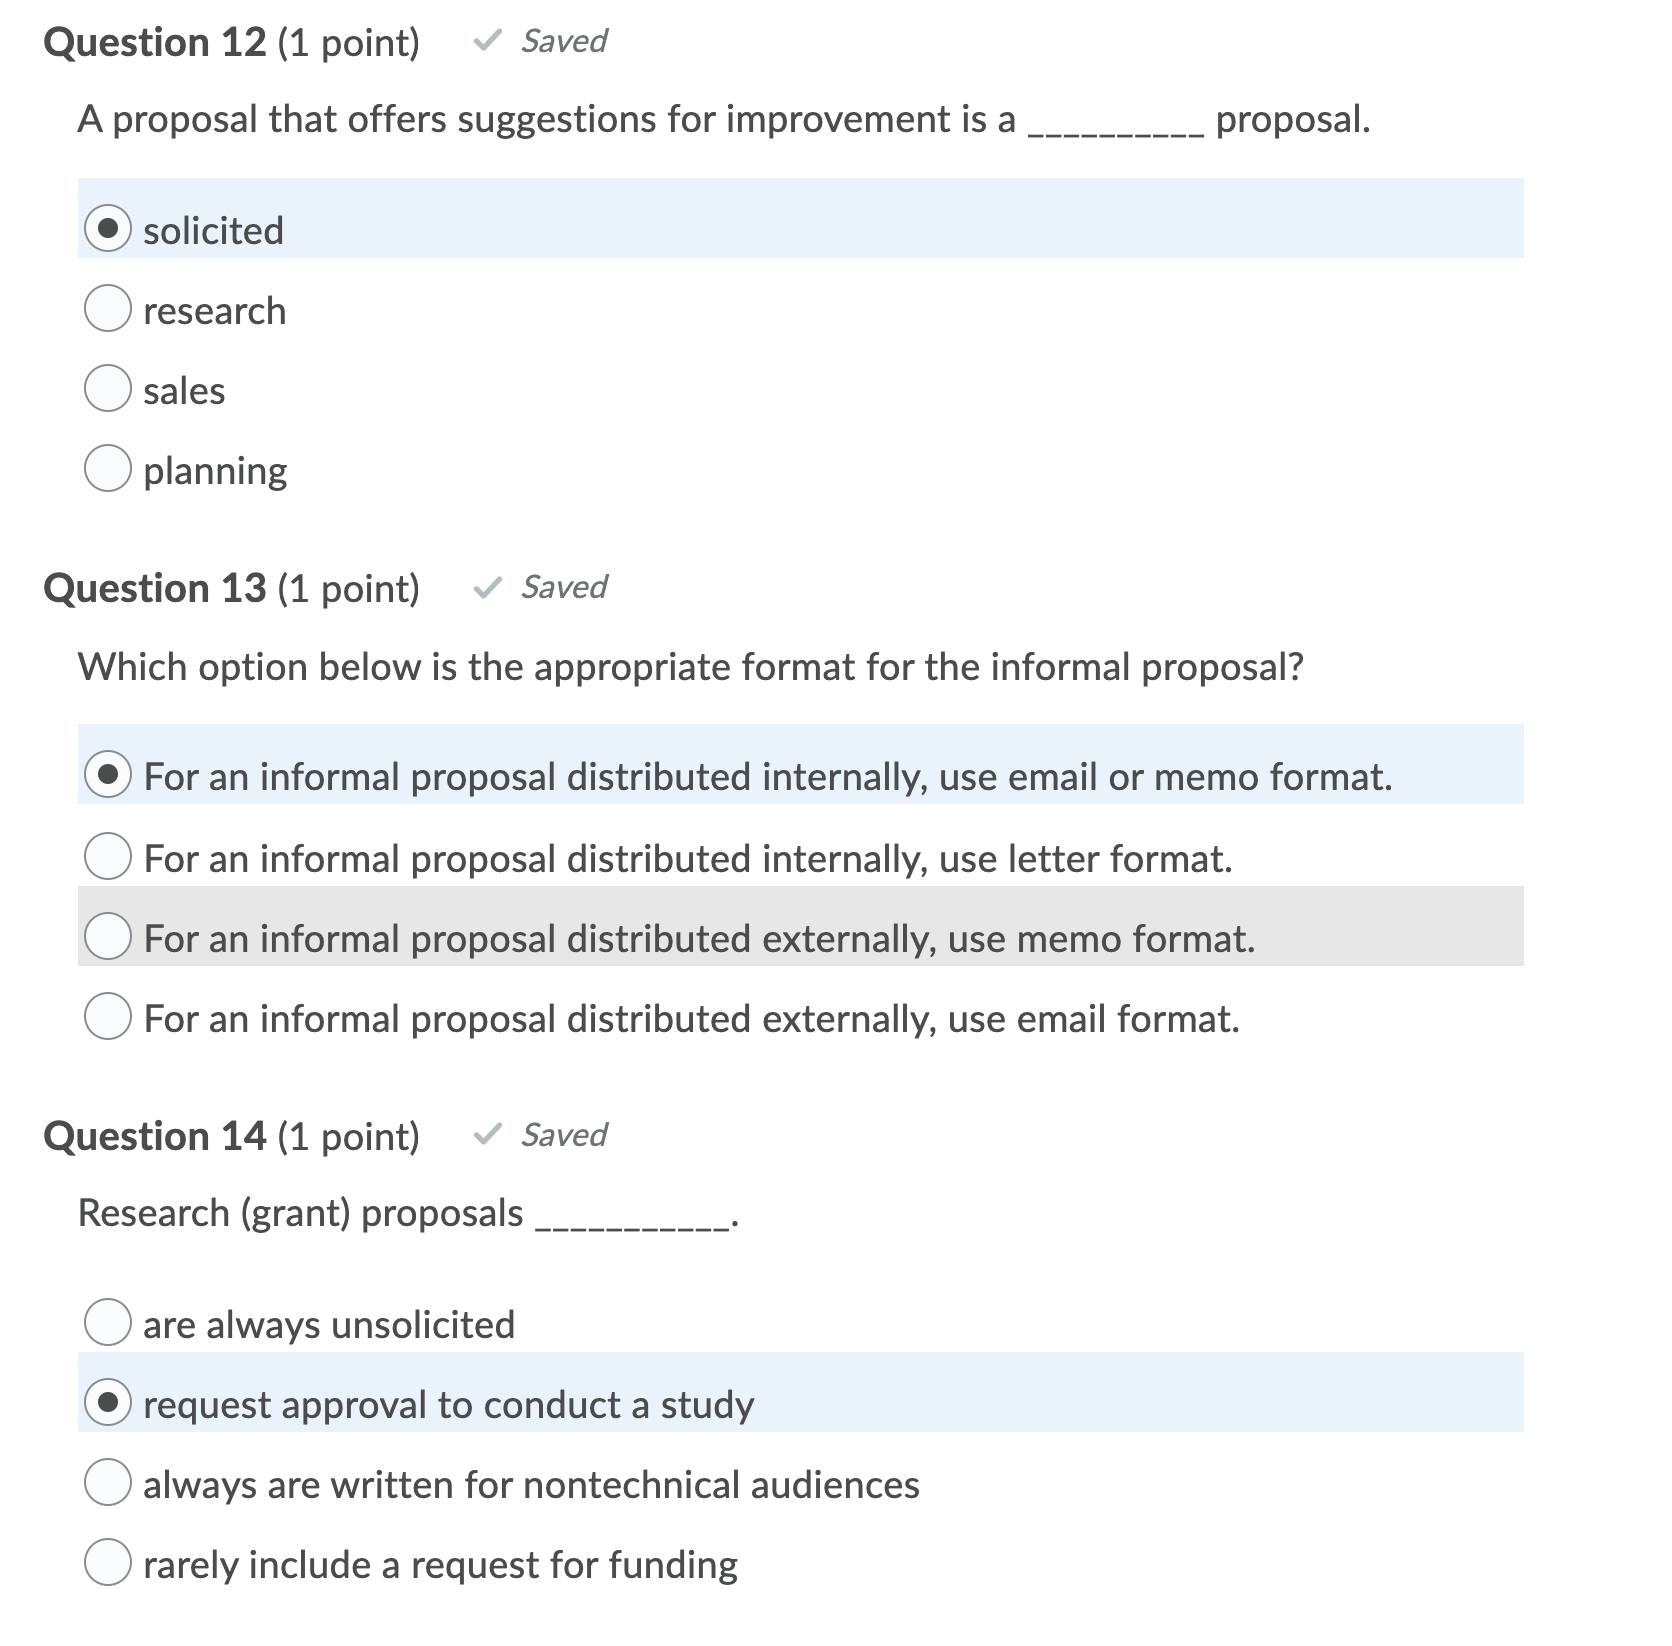 Question 12 (1 point) Saved
A proposal that offers suggestions for improvement is a __________ proposal.
solicited
research
sales
planning
Question 13 (1 point) Saved
Which option below is the appropriate format for the informal proposal?
For an informal proposal distributed internally, use email or memo format.
For an informal proposal distributed internally, use letter format.
For an informal proposal distributed externally, use memo format.
For an informal proposal distributed externally, use email format.
Question 14 (1 point) Saved
Research (grant) proposals ___________.
are always unsolicited
request approval to conduct a study
always are written for nontechnical audiences
rarely include a request for funding